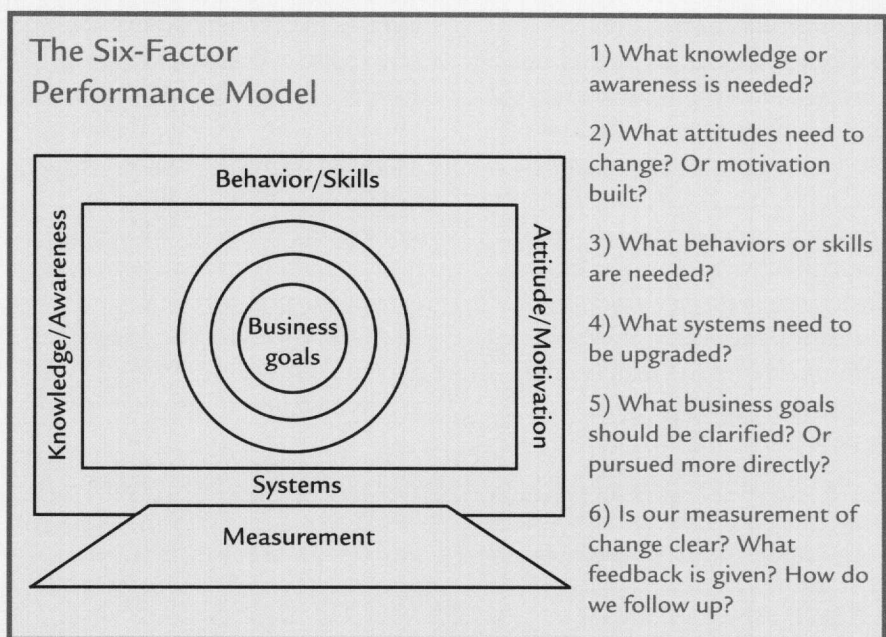 The Six-Factor
Performance Model
Behavior/Skills
Knowledge/Awareness
Business
goals
Attitude/Motivation
Systems
Measurement
1) What knowledge or
awareness is needed?
2) What attitudes need to
change? Or motivation
built?
3) What behaviors or skills
are needed?
4) What systems need to
be upgraded?
5) What business goals
should be clarified? Or
pursued more directly?
6) Is our measurement of
change clear? What
feedback is given? How do
we follow up?